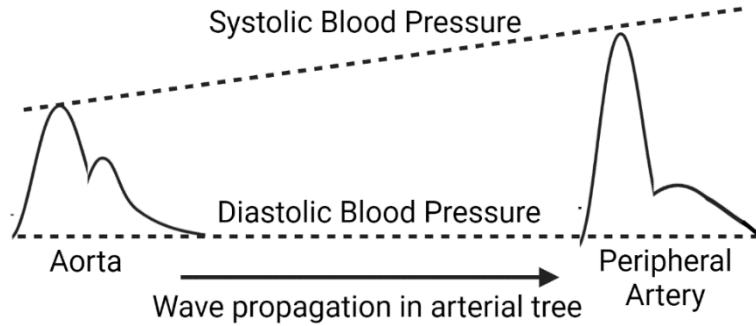 Systolic Blood Pressure
Diastolic Blood Pressure
Aorta
Peripheral
Artery
Wave propagation in arterial tree